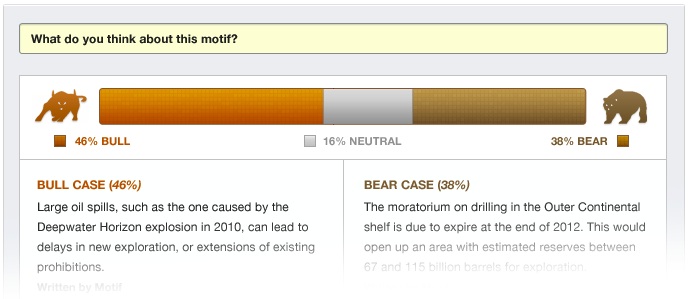 What do you think about this motif?
46% BULL
16% NEUTRAL
38% BEAR
BULL CASE (46%)
Large oil spills, such as the one caused by the
Deepwater Horizon explosion in 2010, can lead to
delays in new exploration, or extensions of existing
prohibitions.
Written by Motif
BEAR CASE (38%)
The moratorium on drilling in the Outer Continental
shelf is due to expire at the end of 2012. This would
open up an area with estimated reserves between
67 and 115 billion barrels for exploration.